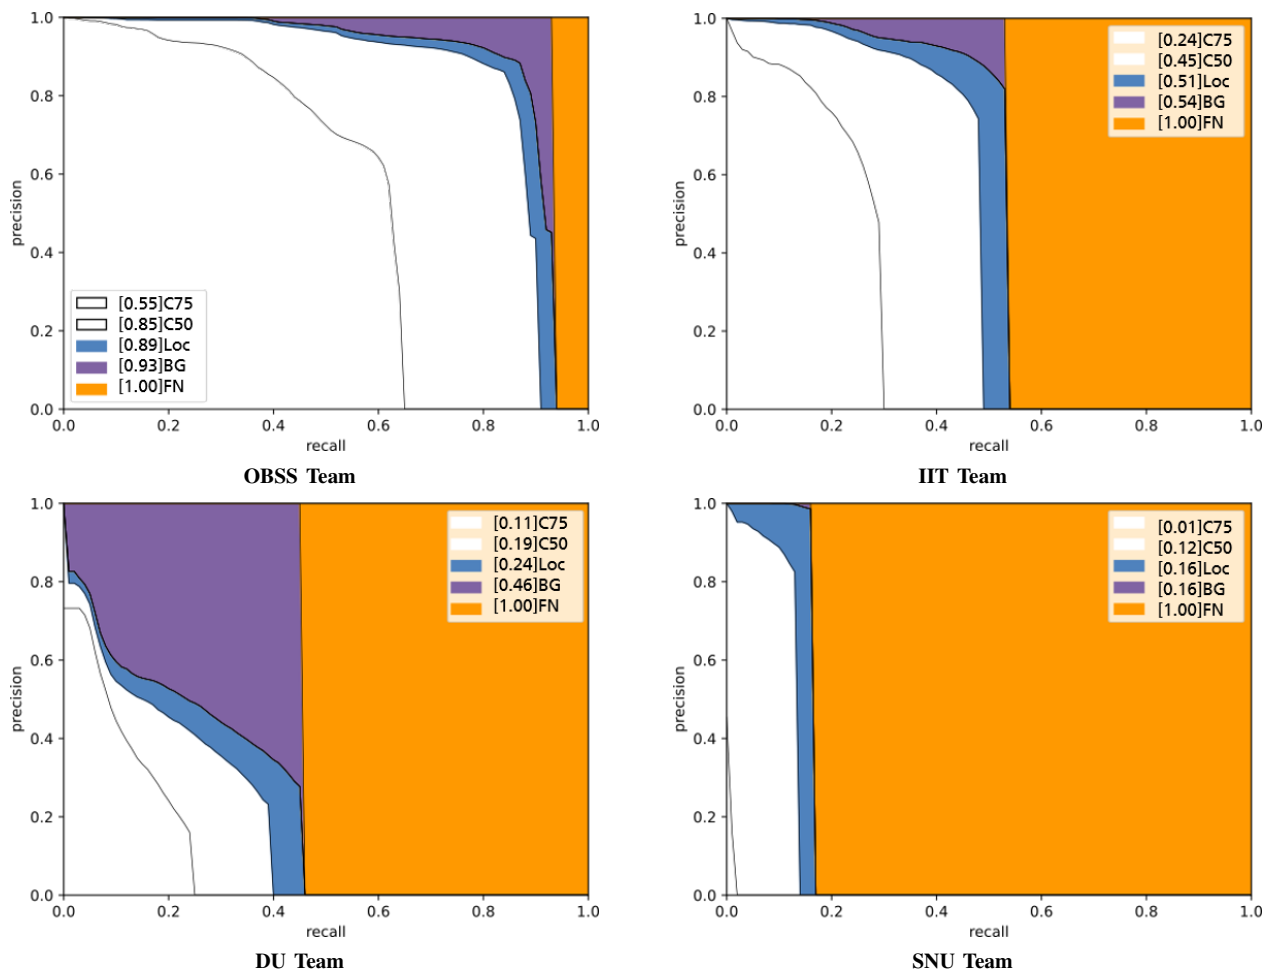 1.0
0.8
0.6
0.4
0.2
0.0
precision
[0.55]C75
[0.85]C50
[0.89]Loc
[0.93]BG
[1.00]FN
0.0 0.2 0.4 0.6 0.8 1.0
recall
OBSS Team
1.0
0.8
0.6
0.4
0.2
0.0
precision
[0.24]C75
[0.45]C50
[0.51]Loc
[0.54]BG
[1.00]FN
0.0 0.2 0.4 0.6 0.8 1.0
recall
IIT Team
1.0
0.8
0.6
0.4
0.2
0.0
precision
[0.11]C75
[0.19]C50
[0.24]Loc
[0.46]BG
[1.00]FN
0.0 0.2 0.4 0.6 0.8 1.0
recall
DU Team
1.0
0.8
0.6
0.4
0.2
0.0
precision
[0.01]C75
[0.12]C50
[0.16]Loc
[0.16]BG
[1.00]FN
0.0 0.2 0.4 0.6 0.8 1.0
recall
SNU Team